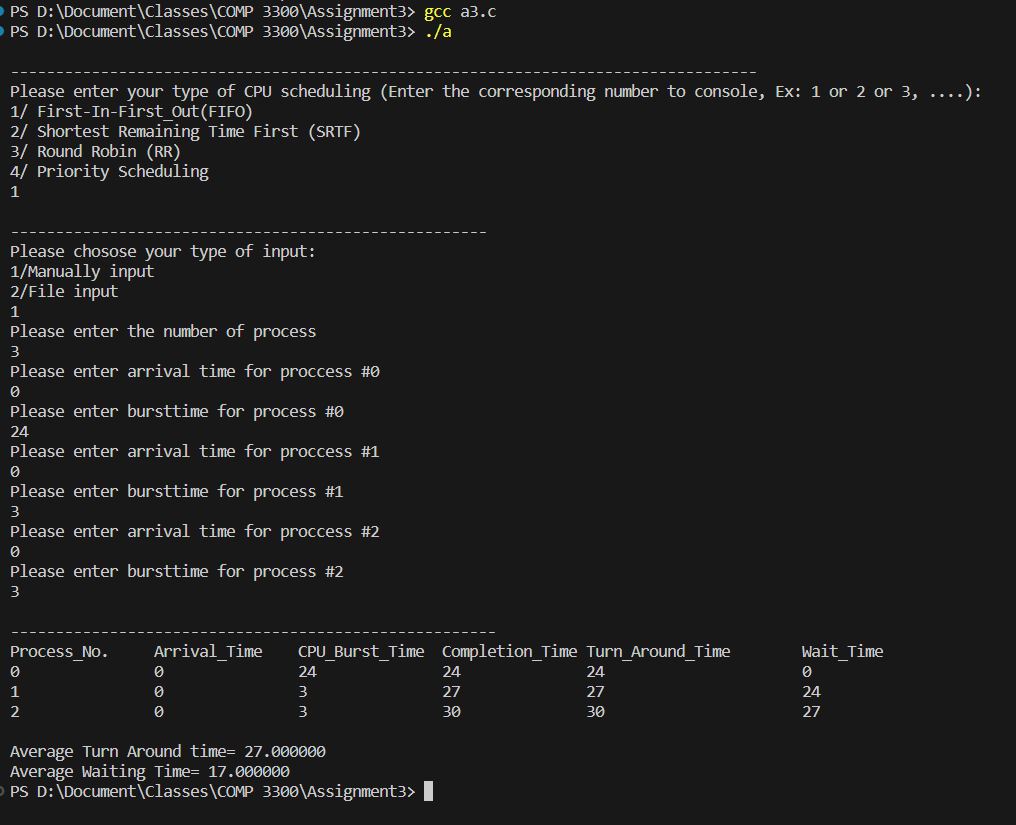 PS D:\Document\Classes\COMP 3300\Assignment3> gcc a3.c
PS D:\Document\Classes\COMP 3300\Assignment3> ./a
-----------------------------------------------------------------------------------
Please enter your type of CPU scheduling (Enter the corresponding number to console, Ex: 1 or 2 or 3, ....):
1/ First-In-First_Out(FIFO)
2/ Shortest Remaining Time First (SRTF)
3/ Round Robin (RR)
4/ Priority Scheduling
1
-----------------------------------------------------
Please chosose your type of input:
1/Manually input
2/File input
1
Please enter the number of process
3
Please enter arrival time for proccess #0
0
Please enter bursttime for process #0
24
Please enter arrival time for proccess #1
0
Please enter bursttime for process #1
3
Please enter arrival time for proccess #2
0
Please enter bursttime for process #2
3
------------------------------------------------------
Process_No. Arrival_Time CPU_Burst_Time Completion_Time Turn_Around_Time Wait_Time
0 0 24 24 24 0
1 0 3 27 27 24
2 0 3 30 30 27
Average Turn Around time= 27.000000
Average Waiting Time= 17.000000
PS D:\Document\Classes\COMP 3300\Assignment3>